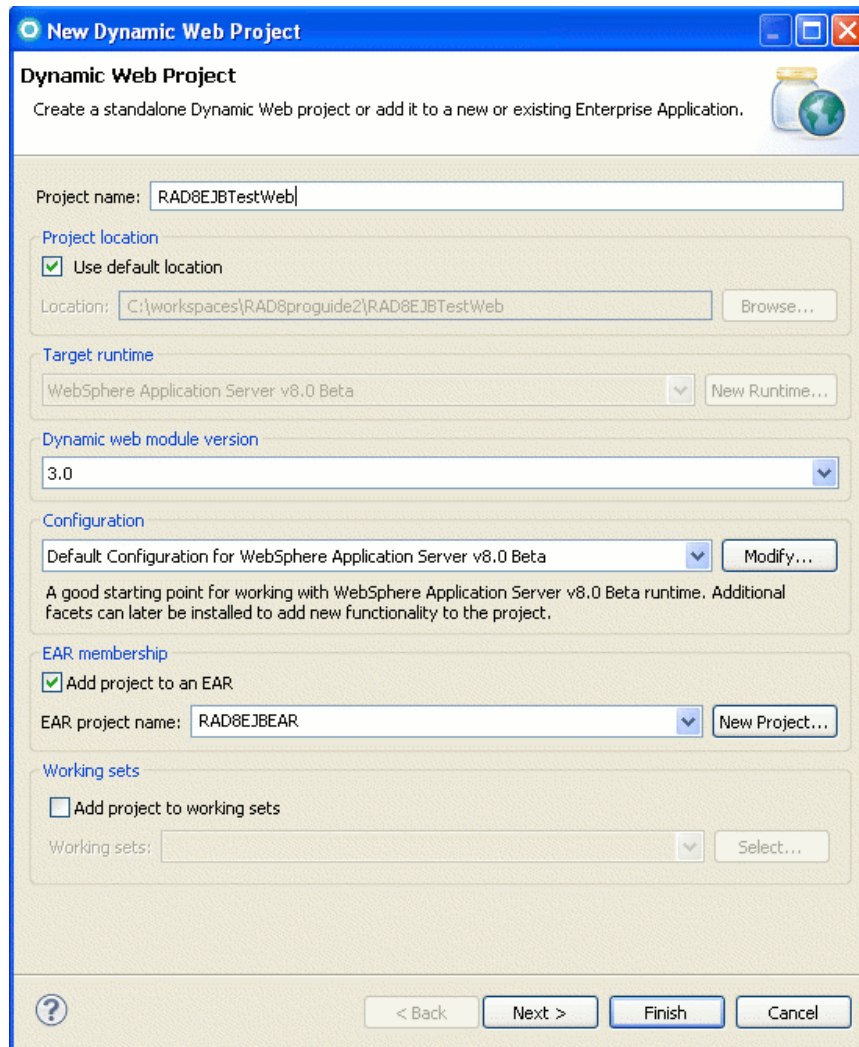 New Dynamic Web Project
Dynamic Web Project
Create a standalone Dynamic Web project or add it to a new or existing Enterprise Application.
Project name: RAD8EJBTestWeb
Project location
Use default location
Location: C:\workspaces\RAD8proguide2\RAD8EJBTestWeb Browse...
Target runtime
WebSphere Application Server v8.0 Beta New Runtime...
Dynamic web module version
3.0
Configuration
Default Configuration for WebSphere Application Server v8.0 Beta Modify...
A good starting point for working with WebSphere Application Server v8.0 Beta runtime. Additional
facets can later be installed to add new functionality to the project.
EAR membership
Add project to an EAR
EAR project name: RAD8EJBEAR New Project...
Working sets
Add project to working sets
Working sets: Select...
? < Back Next > Finish Cancel